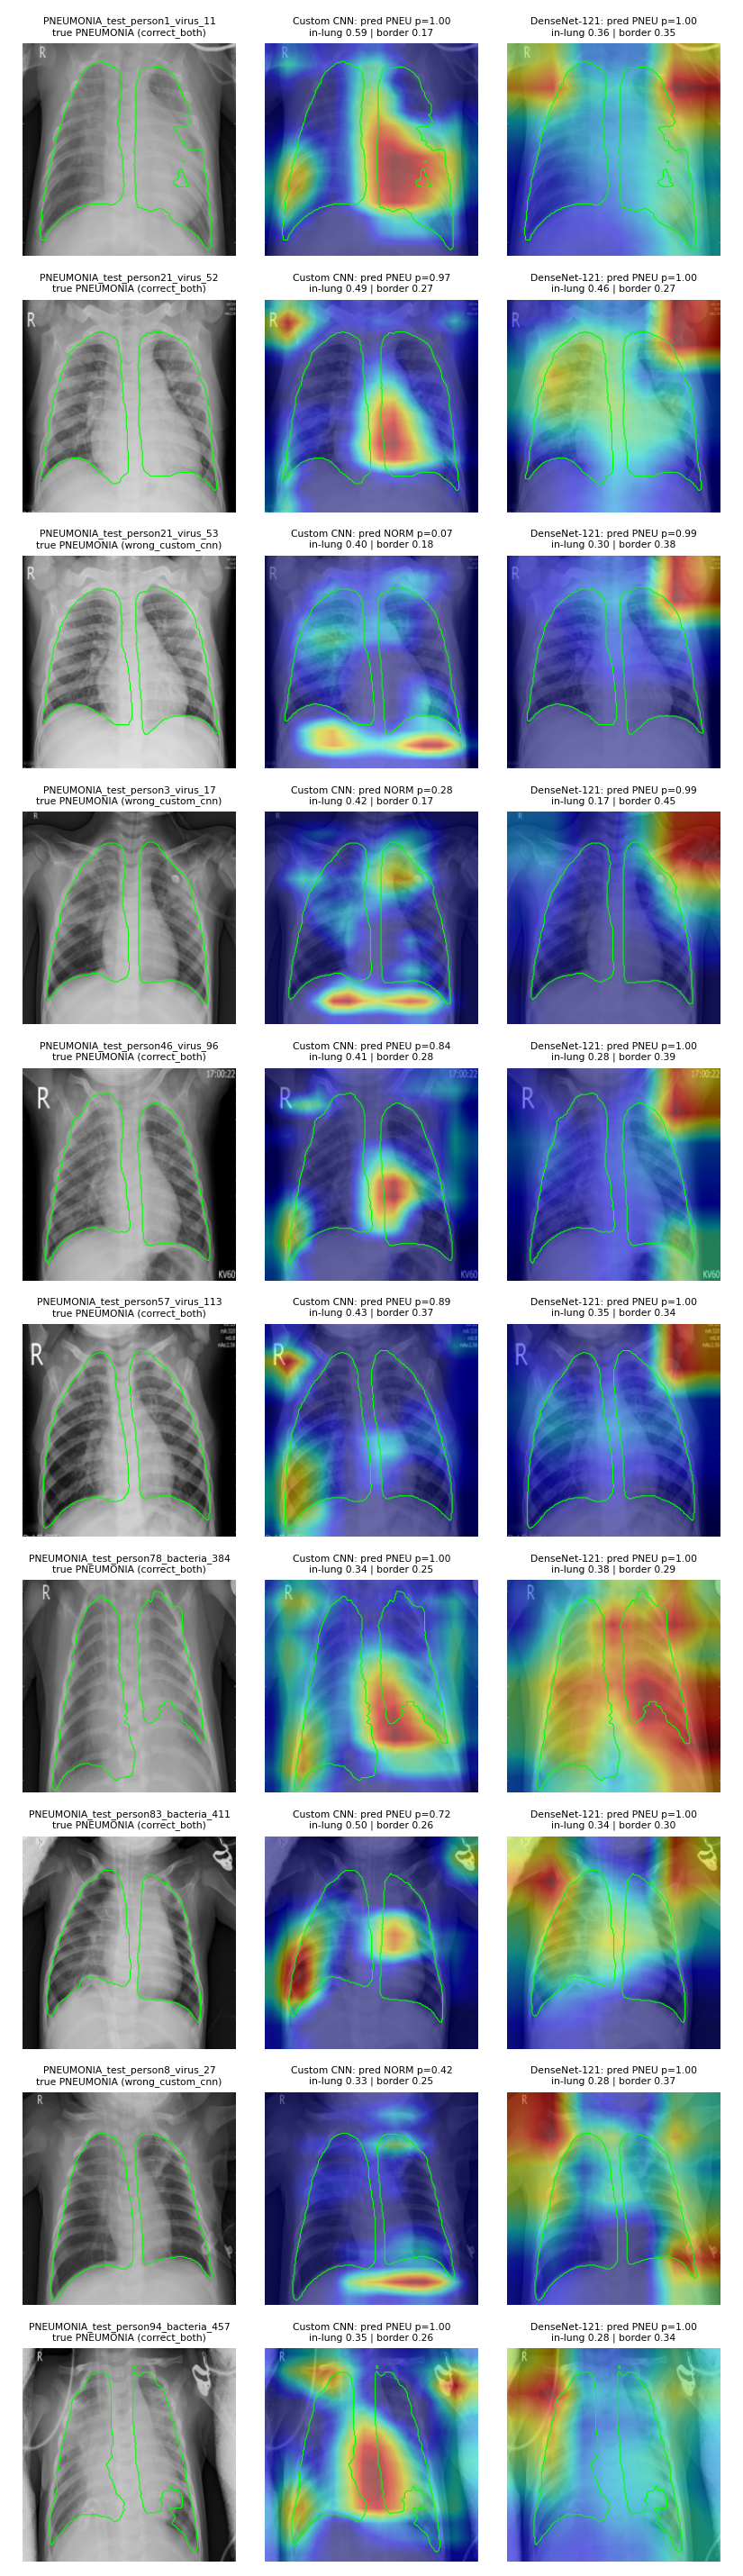 PNEUMONIA_test_person1_virus_11
true PNEUMONIA (correct_both)
Custom CNN: pred PNEU p=1.00
in-lung 0.59 | border 0.17
DenseNet-121: pred PNEU p=1.00
in-lung 0.36 | border 0.35
R
R
R
PNEUMONIA_test_person21_virus_52
true PNEUMONIA (correct_both)
Custom CNN: pred PNEU p=0.97
in-lung 0.49 | border 0.27
DenseNet-121: pred PNEU p=1.00
in-lung 0.46 | border 0.27
R
R
R
PNEUMONIA_test_person21_virus_53
true PNEUMONIA (wrong_custom_cnn)
Custom CNN: pred NORM p=0.07
in-lung 0.40 | border 0.18
DenseNet-121: pred PNEU p=0.99
in-lung 0.30 | border 0.38
R
R
R
PNEUMONIA_test_person3_virus_17
true PNEUMONIA (wrong_custom_cnn)
Custom CNN: pred NORM p=0.28
in-lung 0.42 | border 0.17
DenseNet-121: pred PNEU p=0.99
in-lung 0.17 | border 0.45
R
R
R
PNEUMONIA_test_person46_virus_96
true PNEUMONIA (correct_both)
Custom CNN: pred PNEU p=0.84
in-lung 0.41 | border 0.28
DenseNet-121: pred PNEU p=1.00
in-lung 0.28 | border 0.39
17:00:22
17:00:22
17:00:22
R
R
R
KV60
KV60
KV60
PNEUMONIA_test_person57_virus_113
true PNEUMONIA (correct_both)
Custom CNN: pred PNEU p=0.89
in-lung 0.43 | border 0.37
DenseNet-121: pred PNEU p=1.00
in-lung 0.35 | border 0.34
R
R
R
PNEUMONIA_test_person78_bacteria_384
true PNEUMONIA (correct_both)
Custom CNN: pred PNEU p=1.00
in-lung 0.34 | border 0.25
DenseNet-121: pred PNEU p=1.00
in-lung 0.38 | border 0.29
R
R
R
PNEUMONIA_test_person83_bacteria_411
true PNEUMONIA (correct_both)
Custom CNN: pred PNEU p=0.72
in-lung 0.50 | border 0.26
DenseNet-121: pred PNEU p=1.00
in-lung 0.34 | border 0.30
PNEUMONIA_test_person8_virus_27
true PNEUMONIA (wrong_custom_cnn)
Custom CNN: pred NORM p=0.42
in-lung 0.33 | border 0.25
DenseNet-121: pred PNEU p=1.00
in-lung 0.28 | border 0.37
R
R
R
PNEUMONIA_test_person94_bacteria_457
true PNEUMONIA (correct_both)
Custom CNN: pred PNEU p=1.00
in-lung 0.35 | border 0.26
DenseNet-121: pred PNEU p=1.00
in-lung 0.28 | border 0.34
R
R
R